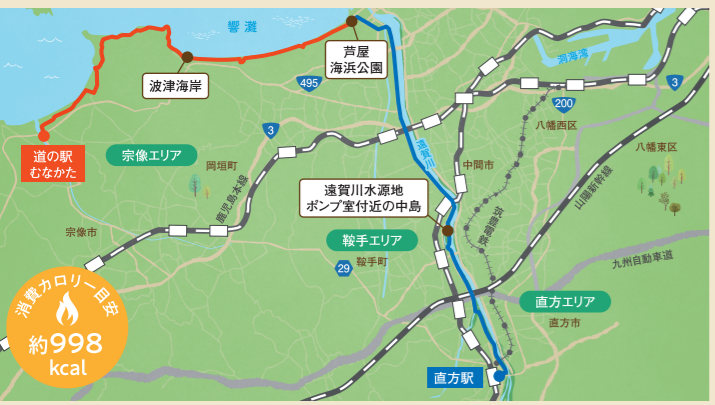 響灘
芦屋
海浜公園
洞海湾
波津海岸
495
3
200
3
八幡西区
八幡東区
道の駅
むなかた
宗像エリア
岡垣町
遠賀川
中間市
鹿児島本線
遠賀川水源地
ポンプ室付近の中島
筑豊電鉄
山陽新幹線
宗像市
鞍手エリア
29
鞍手町
九州自動車道
直方エリア
直方市
消費カロリー目安
約998
kcal
直方駅